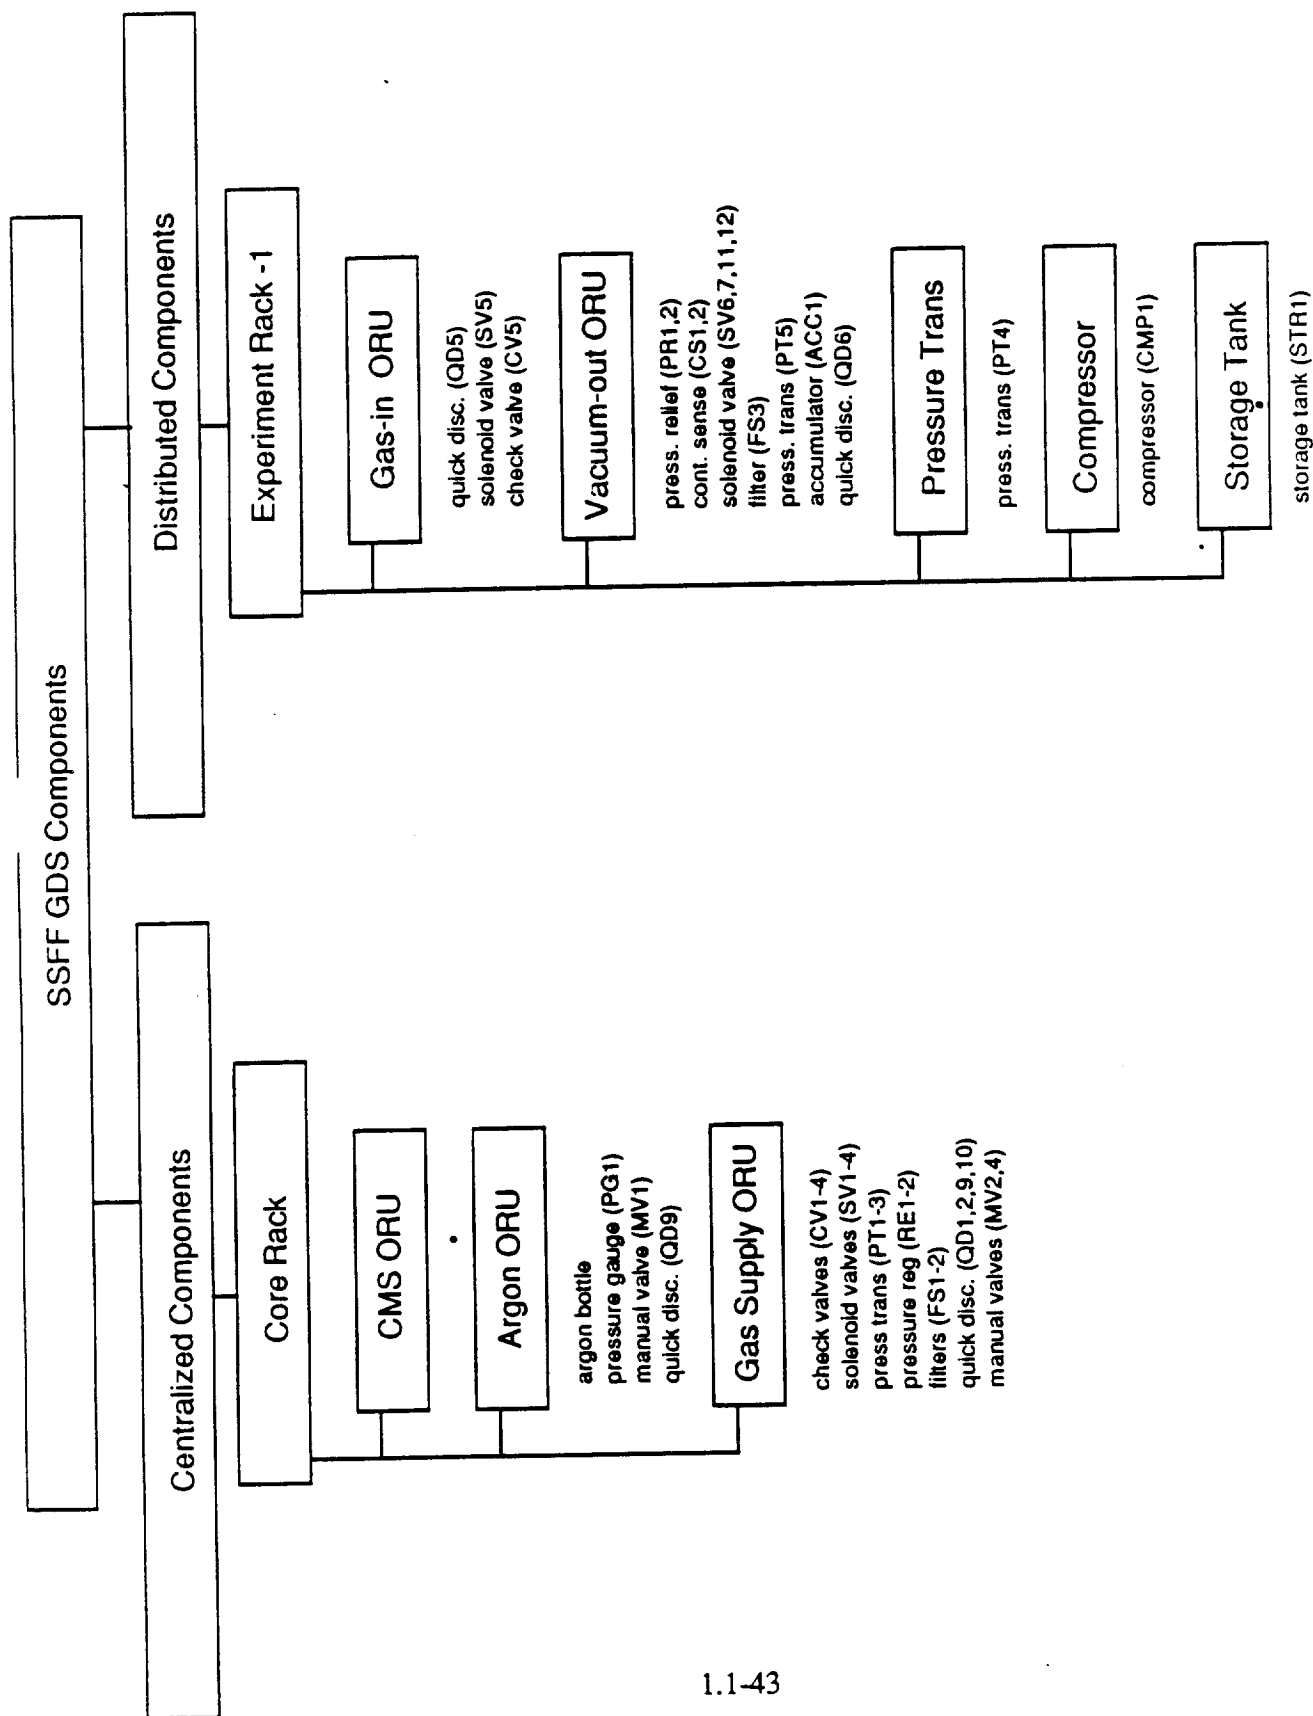 SSFF GDS Components
Centralized Components
Core Rack
CMS ORU
Argon ORU
argon bottle
pressure gauge (PG1)
manual valve (MV1)
quick disc. (QD9)
Gas Supply ORU
check valves (CV1-4)
solenoid valves (SV1-4)
press trans (PT1-3)
pressure reg (RE1-2)
filters (FS1-2)
quick disc. (QD1,2,9,10)
manual valves (MV2,4)
Distributed Components
Experiment Rack -1
Gas-in ORU
quick disc. (QD5)
solenoid valve (SV5)
check valve (CV5)
Vacuum-out ORU
press. relief (PR1,2)
cont. sense (CS1,2)
solenoid valve (SV6,7,11,12)
filter (FS3)
press. trans (PT5)
accumulator (ACC1)
quick disc. (QD6)
Pressure Trans
press. trans (PT4)
Compressor
compressor (CMP1)
Storage Tank
storage tank (STR1)
1.1-43